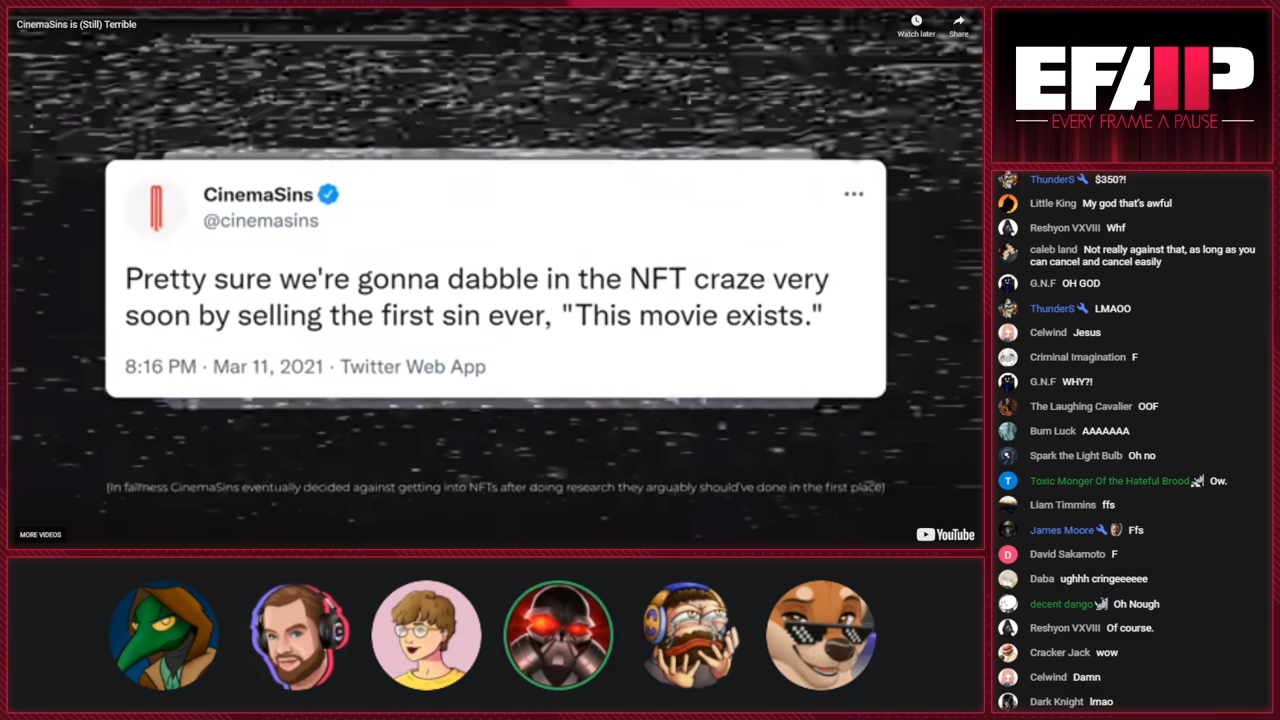 CinemaSins is (Still) Terrible
Watch later
Share
CinemaSins
@cinemasins
Pretty sure we're gonna dabble in the NFT craze very
soon by selling the first sin ever, "This movie exists."
8:16 PM · Mar 11, 2021 · Twitter Web App
(In fairness CinemaSins eventually decided against getting into NFTs after doing research they arguably should've done in the first place)
MORE VIDEOS
YouTube
EFAP
EVERY FRAME A PAUSE
ThunderS $350?!
Little King My god that's awful
Reshyon VXVIII Whf
caleb land Not really against that, as long as you
can cancel and cancel easily
G.N.F OH GOD
ThunderS LMAOO
Celwind Jesus
Criminal Imagination F
G.N.F WHY?!
The Laughing Cavalier OOF
Burn Luck AAAAAAA
Spark the Light Bulb Oh no
T Toxic Monger Of the Hateful Brood Ow.
Liam Timmins ffs
James Moore Ffs
D David Sakamoto F
Daba ughhh cringeeeeee
decent dango Oh Nough
Reshyon VXVIII Of course.
Cracker Jack wow
Celwind Damn
Dark Knight lmao